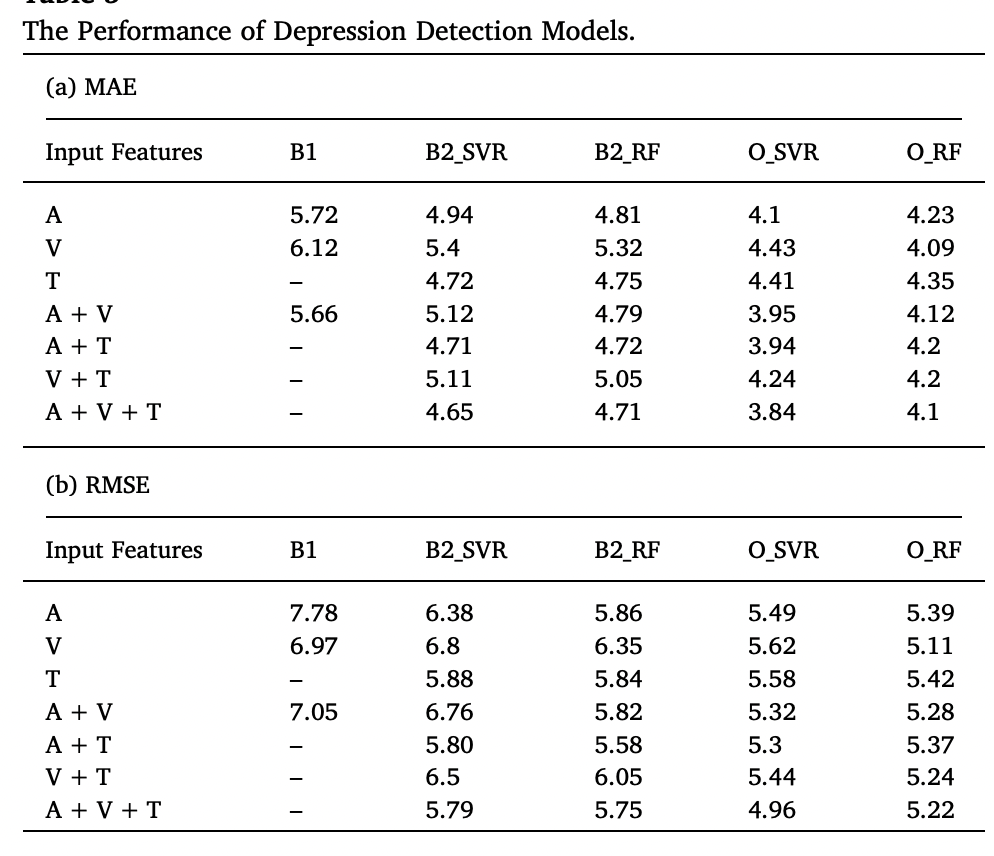 The Performance of Depression Detection Models.
(a) MAE
Input Features B1 B2_SVR B2_RF O_SVR O_RF
A 5.72 4.94 4.81 4.1 4.23
V 6.12 5.4 5.32 4.43 4.09
T – 4.72 4.75 4.41 4.35
A + V 5.66 5.12 4.79 3.95 4.12
A + T – 4.71 4.72 3.94 4.2
V + T – 5.11 5.05 4.24 4.2
A + V + T – 4.65 4.71 3.84 4.1
(b) RMSE
Input Features B1 B2_SVR B2_RF O_SVR O_RF
A 7.78 6.38 5.86 5.49 5.39
V 6.97 6.8 6.35 5.62 5.11
T – 5.88 5.84 5.58 5.42
A + V 7.05 6.76 5.82 5.32 5.28
A + T – 5.80 5.58 5.3 5.37
V + T – 6.5 6.05 5.44 5.24
A + V + T – 5.79 5.75 4.96 5.22